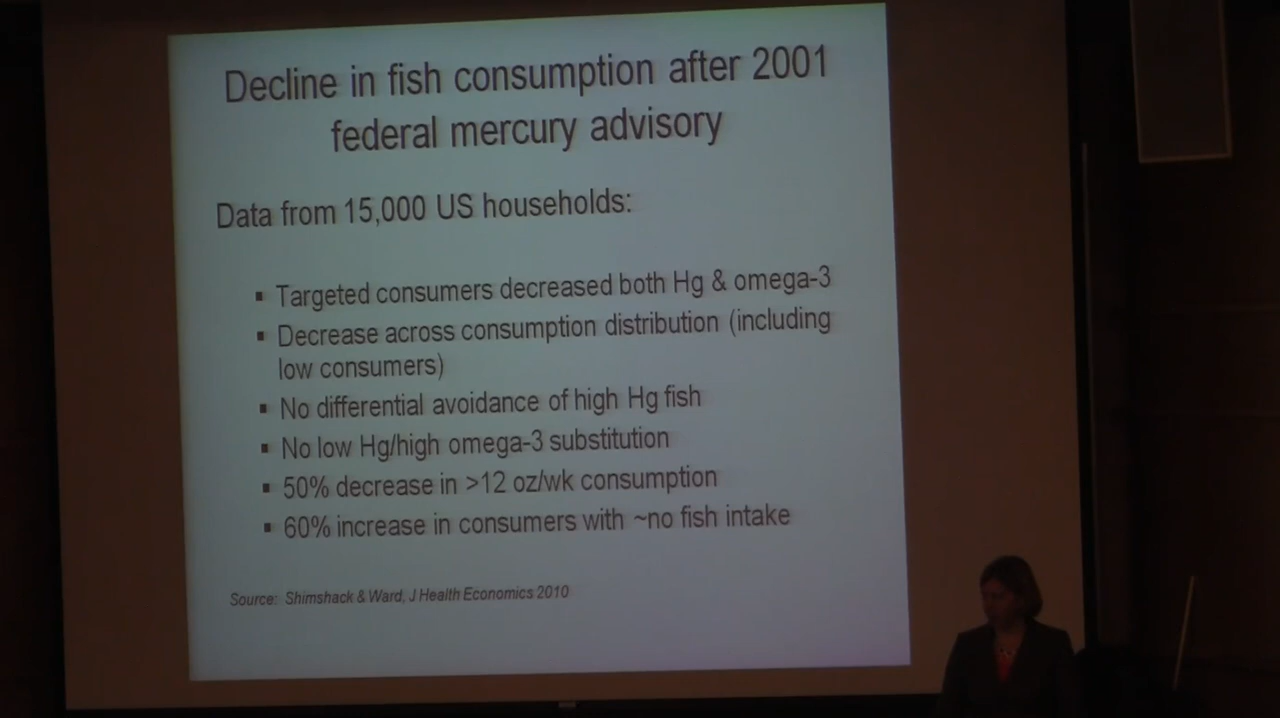 Decline in fish consumption after 2001
federal mercury advisory
Data from 15,000 US households:
▪ Targeted consumers decreased both Hg & omega-3
▪ Decrease across consumption distribution (including
low consumers)
▪ No differential avoidance of high Hg fish
▪ No low Hg/high omega-3 substitution
▪ 50% decrease in >12 oz/wk consumption
▪ 60% increase in consumers with ~no fish intake
Source: Shimshack & Ward, J Health Economics 2010